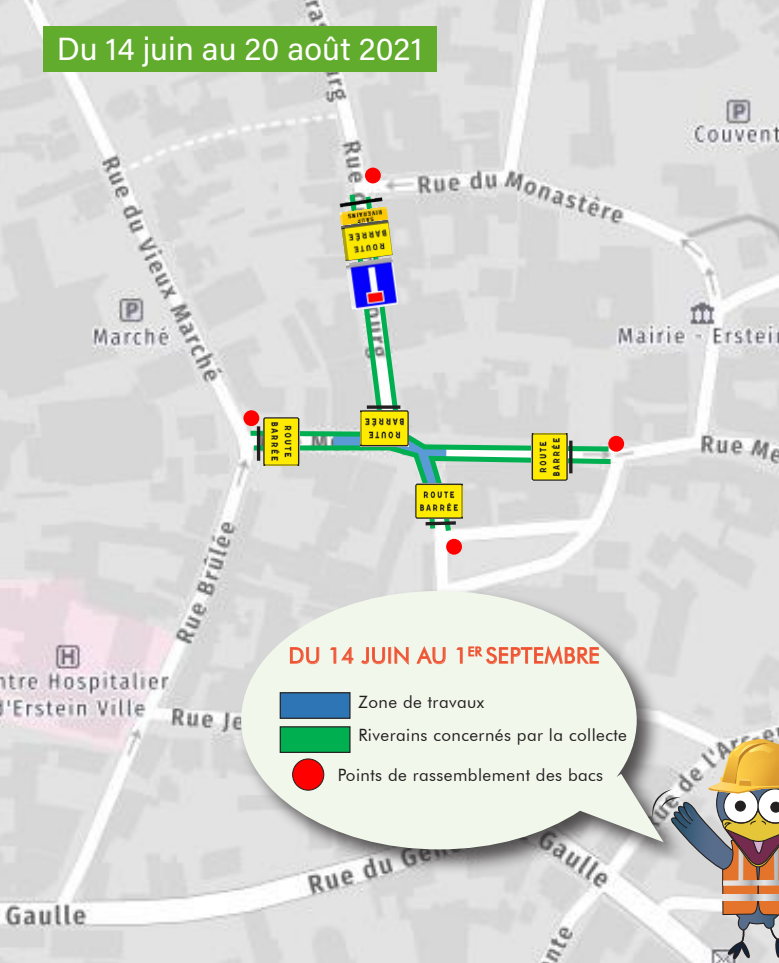 Du 14 juin au 20 août 2021
Rue
P
Couvent
Rue du Monastère
Rue du Vieux Marché
SAUF
RIVERAINS
ROUTE
BARRÉE
P
Marché
Mairie - Erstein
ROUTE
BARRÉE
ROUTE
BARRÉE
ROUTE
BARRÉE
Rue Me
ROUTE
BARRÉE
Rue Brûlée
H
ntre Hospitalier
d'Erstein Ville
Rue Je
DU 14 JUIN AU 1ER SEPTEMBRE
Zone de travaux
Riverains concernés par la collecte
Points de rassemblement des bacs
Rue du Gén
Gaulle
Gaulle